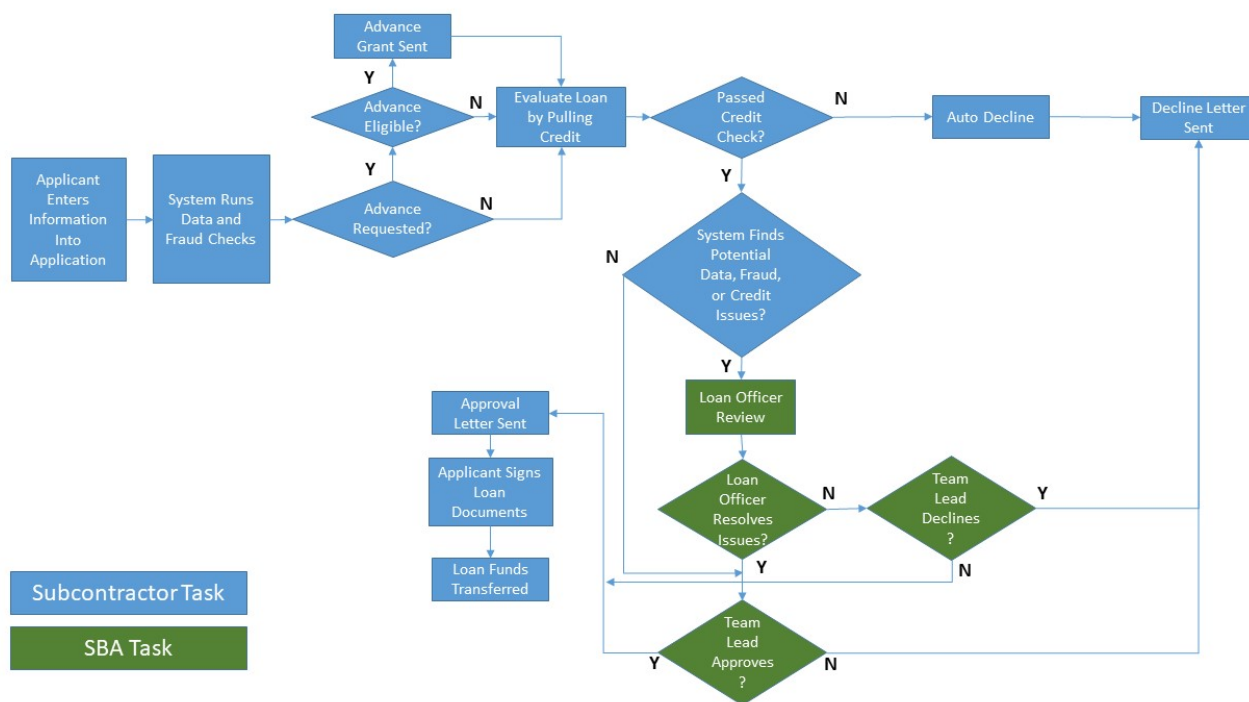 Advance
Grant Sent
Y
Advance
Eligible?
N
Y
Evaluate Loan
by Pulling
Credit
Passed
Credit
Check?
N
Auto Decline
Decline Letter
Sent
Applicant
Enters
Information
Into
Application
System Runs
Data and
Fraud Checks
Advance
Requested?
N
Y
System Finds
Potential
Data, Fraud,
or Credit
Issues?
N
Y
Loan Officer
Review
Approval
Letter Sent
Applicant Signs
Loan
Documents
Loan Funds
Transferred
Loan
Officer
Resolves
Issues?
N
Team
Lead
Declines
?
Y
Y
N
Team
Lead
Approves
?
Y
N
Subcontractor Task
SBA Task